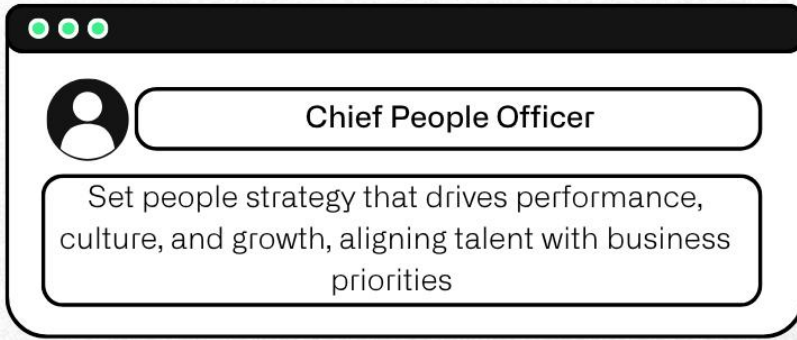 Chief People Officer
Set people strategy that drives performance,
culture, and growth, aligning talent with business
priorities